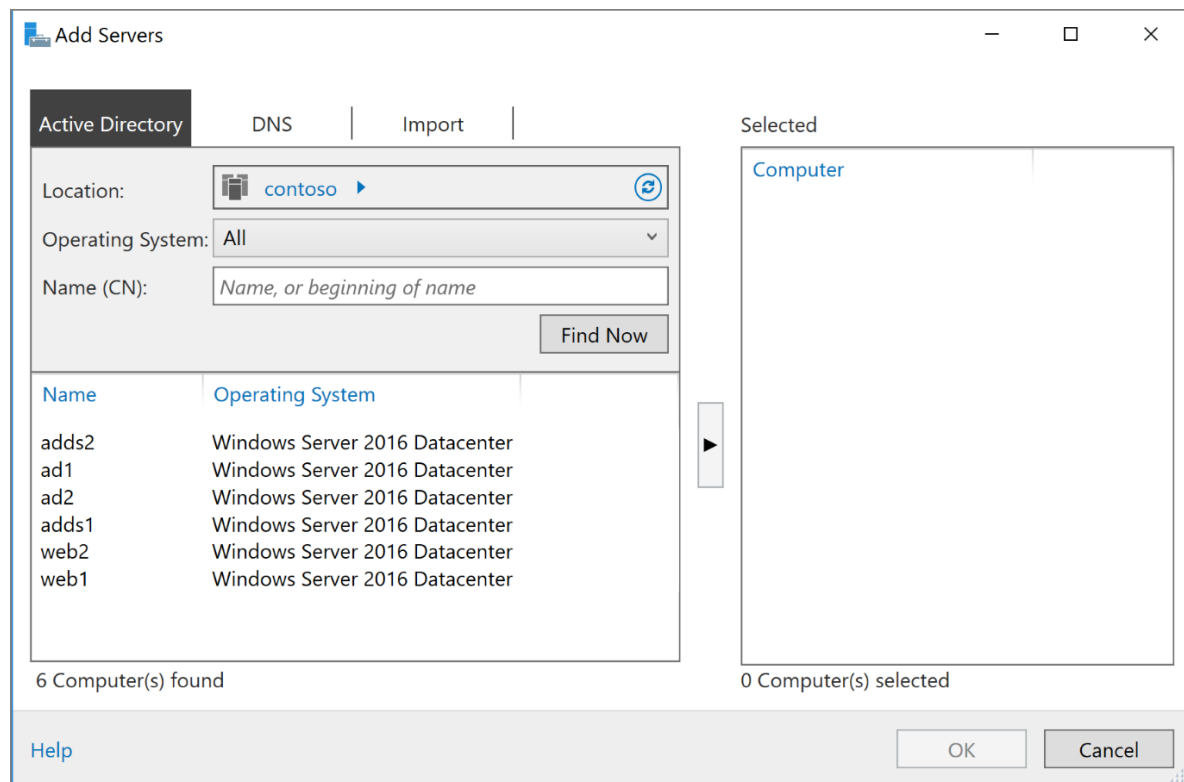 Add Servers
Active Directory DNS Import
Location: contoso
Operating System: All
Name (CN): Name, or beginning of name
Find Now
Name Operating System
adds2 Windows Server 2016 Datacenter
ad1 Windows Server 2016 Datacenter
ad2 Windows Server 2016 Datacenter
adds1 Windows Server 2016 Datacenter
web2 Windows Server 2016 Datacenter
web1 Windows Server 2016 Datacenter
6 Computer(s) found
Selected
Computer
0 Computer(s) selected
Help OK Cancel